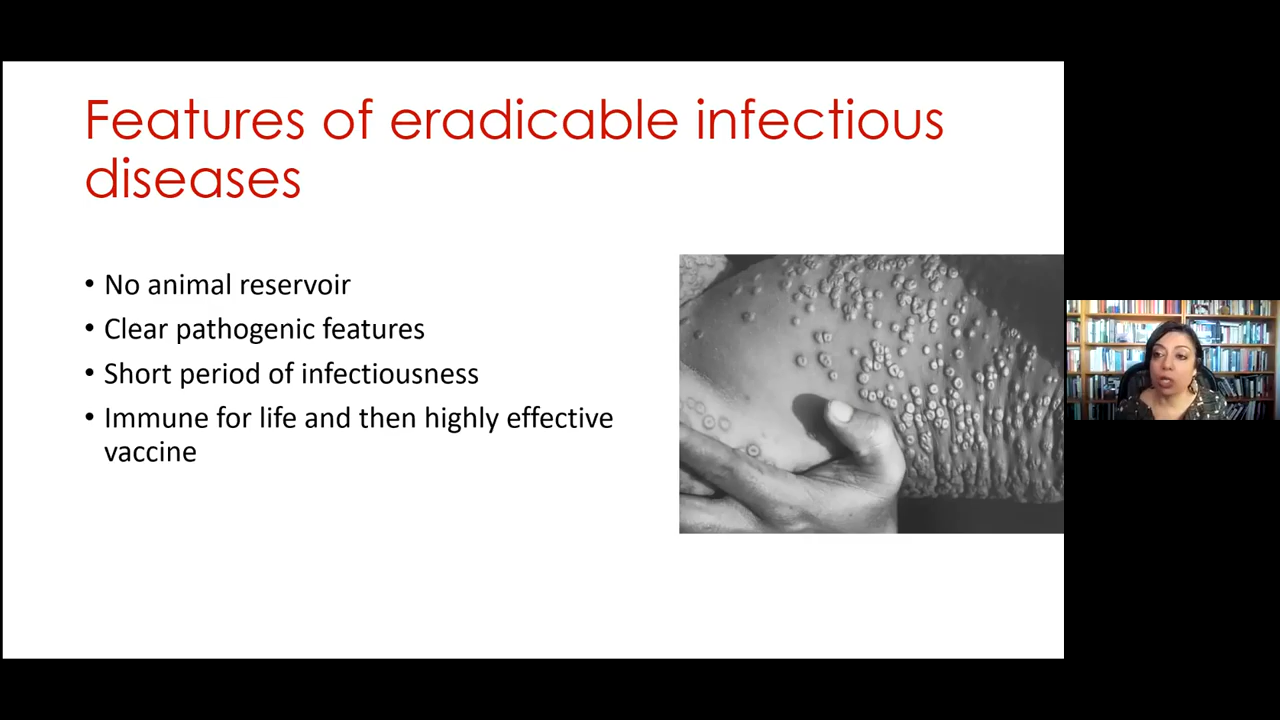 Features of eradicable infectious
diseases
• No animal reservoir
• Clear pathogenic features
• Short period of infectiousness
• Immune for life and then highly effective
vaccine